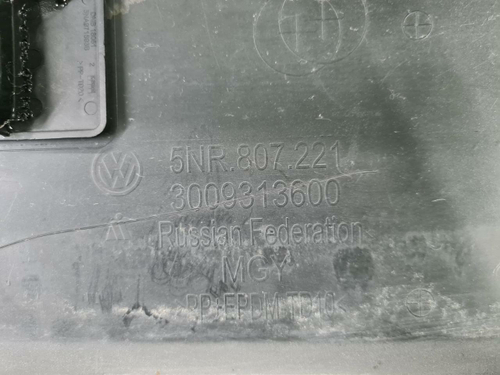 5NR.807.221
3009313600
Russian Federation
MGY
>PP+EPDM-TD10<